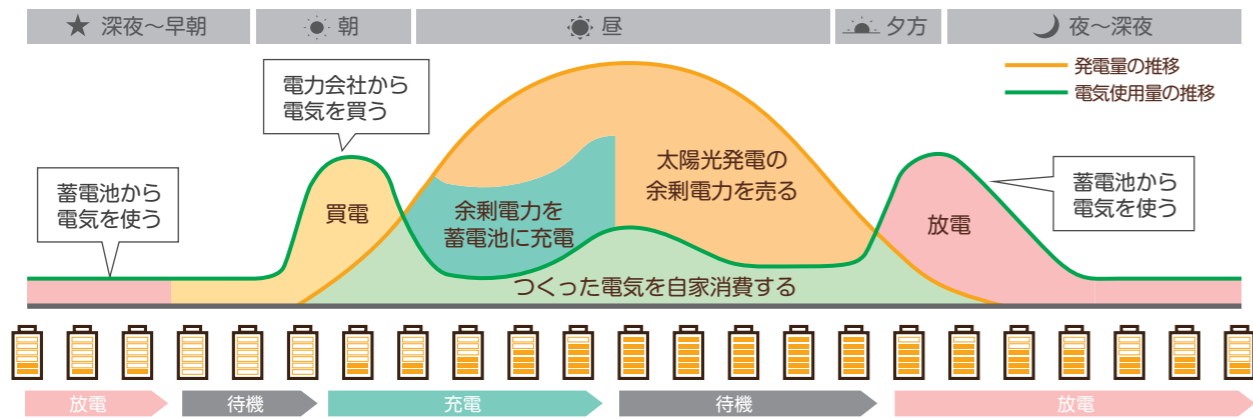 深夜～早朝
朝
昼
夕方
夜～深夜
発電量の推移
電気使用量の推移
電力会社から
電気を買う
蓄電池から
電気を使う
買電
余剰電力を
蓄電池に充電
太陽光発電の
余剰電力を売る
放電
蓄電池から
電気を使う
つくった電気を自家消費する
放電
待機
充電
待機
放電